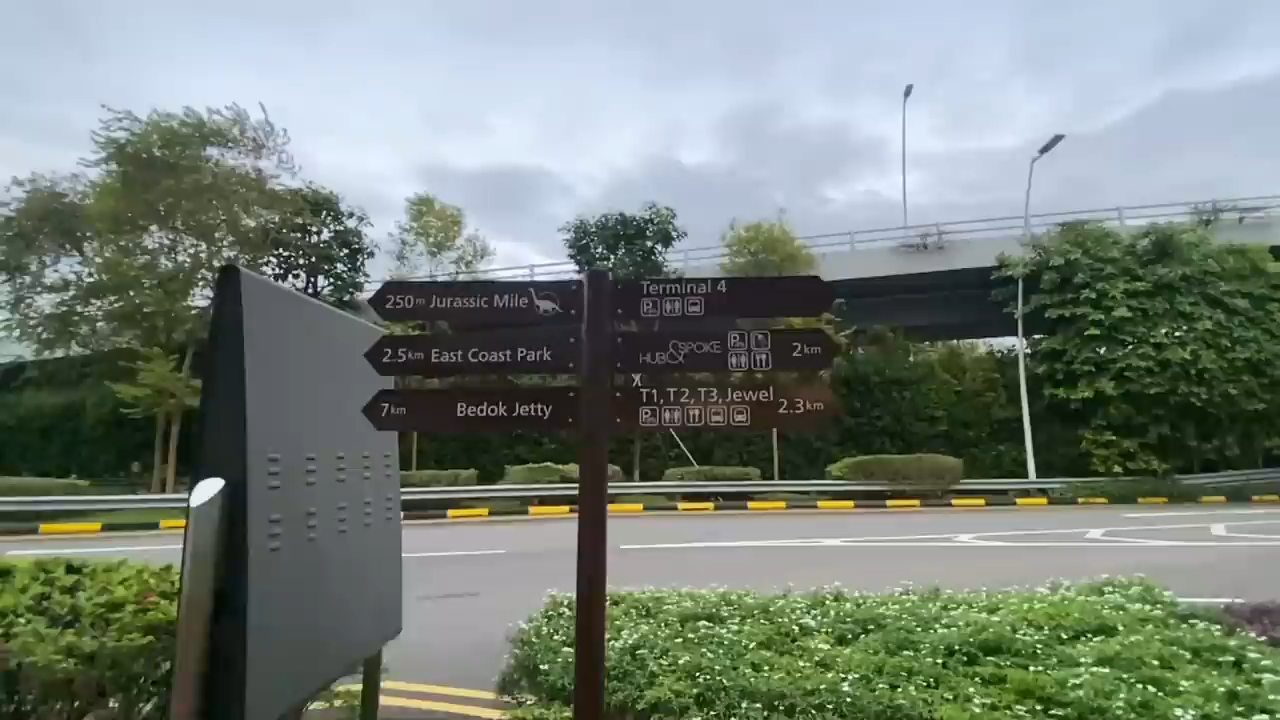 250m Jurassic Mile
2.5km East Coast Park
7km Bedok Jetty
Terminal 4
HUB&SPOKE 2km
T1, T2, T3, Jewel 2.3km